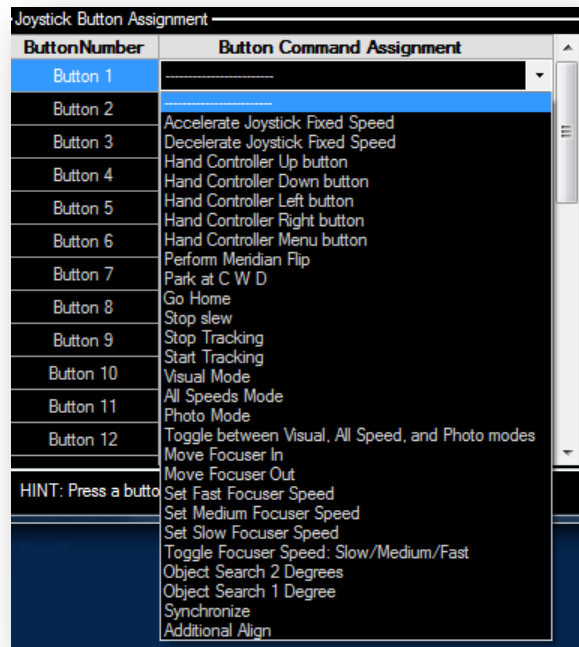 Joystick Button Assignment
ButtonNumber Button Command Assignment
Button 1 ------------------------
Button 2
Button 3
Button 4
Button 5
Button 6
Button 7
Button 8
Button 9
Button 10
Button 11
Button 12
HINT: Press a butto
------------------------
Accelerate Joystick Fixed Speed
Decelerate Joystick Fixed Speed
Hand Controller Up button
Hand Controller Down button
Hand Controller Left button
Hand Controller Right button
Hand Controller Menu button
Perform Meridian Flip
Park at C W D
Go Home
Stop slew
Stop Tracking
Start Tracking
Visual Mode
All Speeds Mode
Photo Mode
Toggle between Visual, All Speed, and Photo modes
Move Focuser In
Move Focuser Out
Set Fast Focuser Speed
Set Medium Focuser Speed
Set Slow Focuser Speed
Toggle Focuser Speed: Slow/Medium/Fast
Object Search 2 Degrees
Object Search 1 Degree
Synchronize
Additional Align